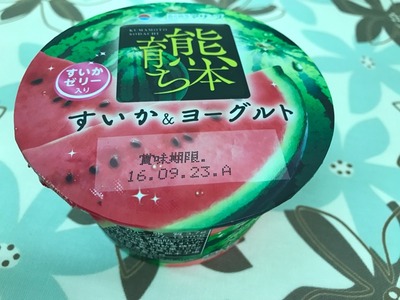 熊本
育ち
KUMAMOTO
SODACHI
すいか
ゼリー
入り
すいか&ヨーグルト
賞味期限
16.09.23.A